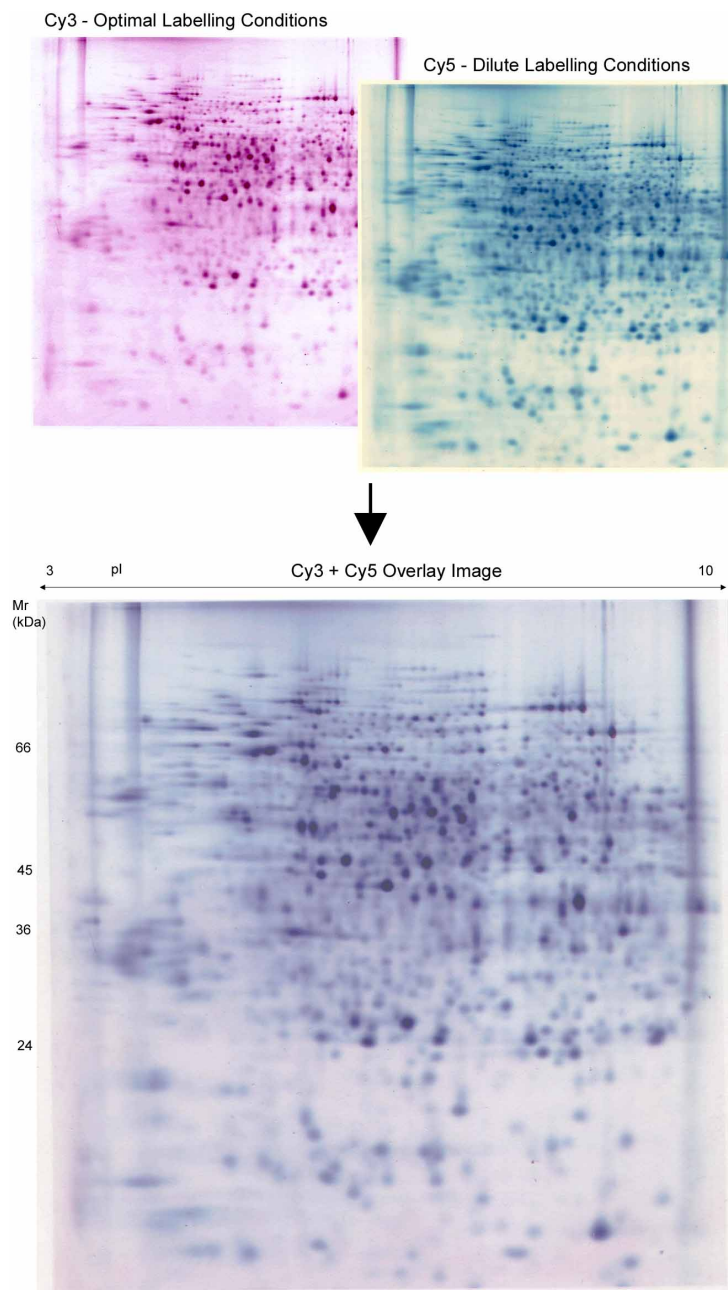 Cy3 - Optimal Labelling Conditions
Cy5 - Dilute Labelling Conditions
3
pI
Cy3 + Cy5 Overlay Image
10
Mr
(kDa)
66
45
36
24